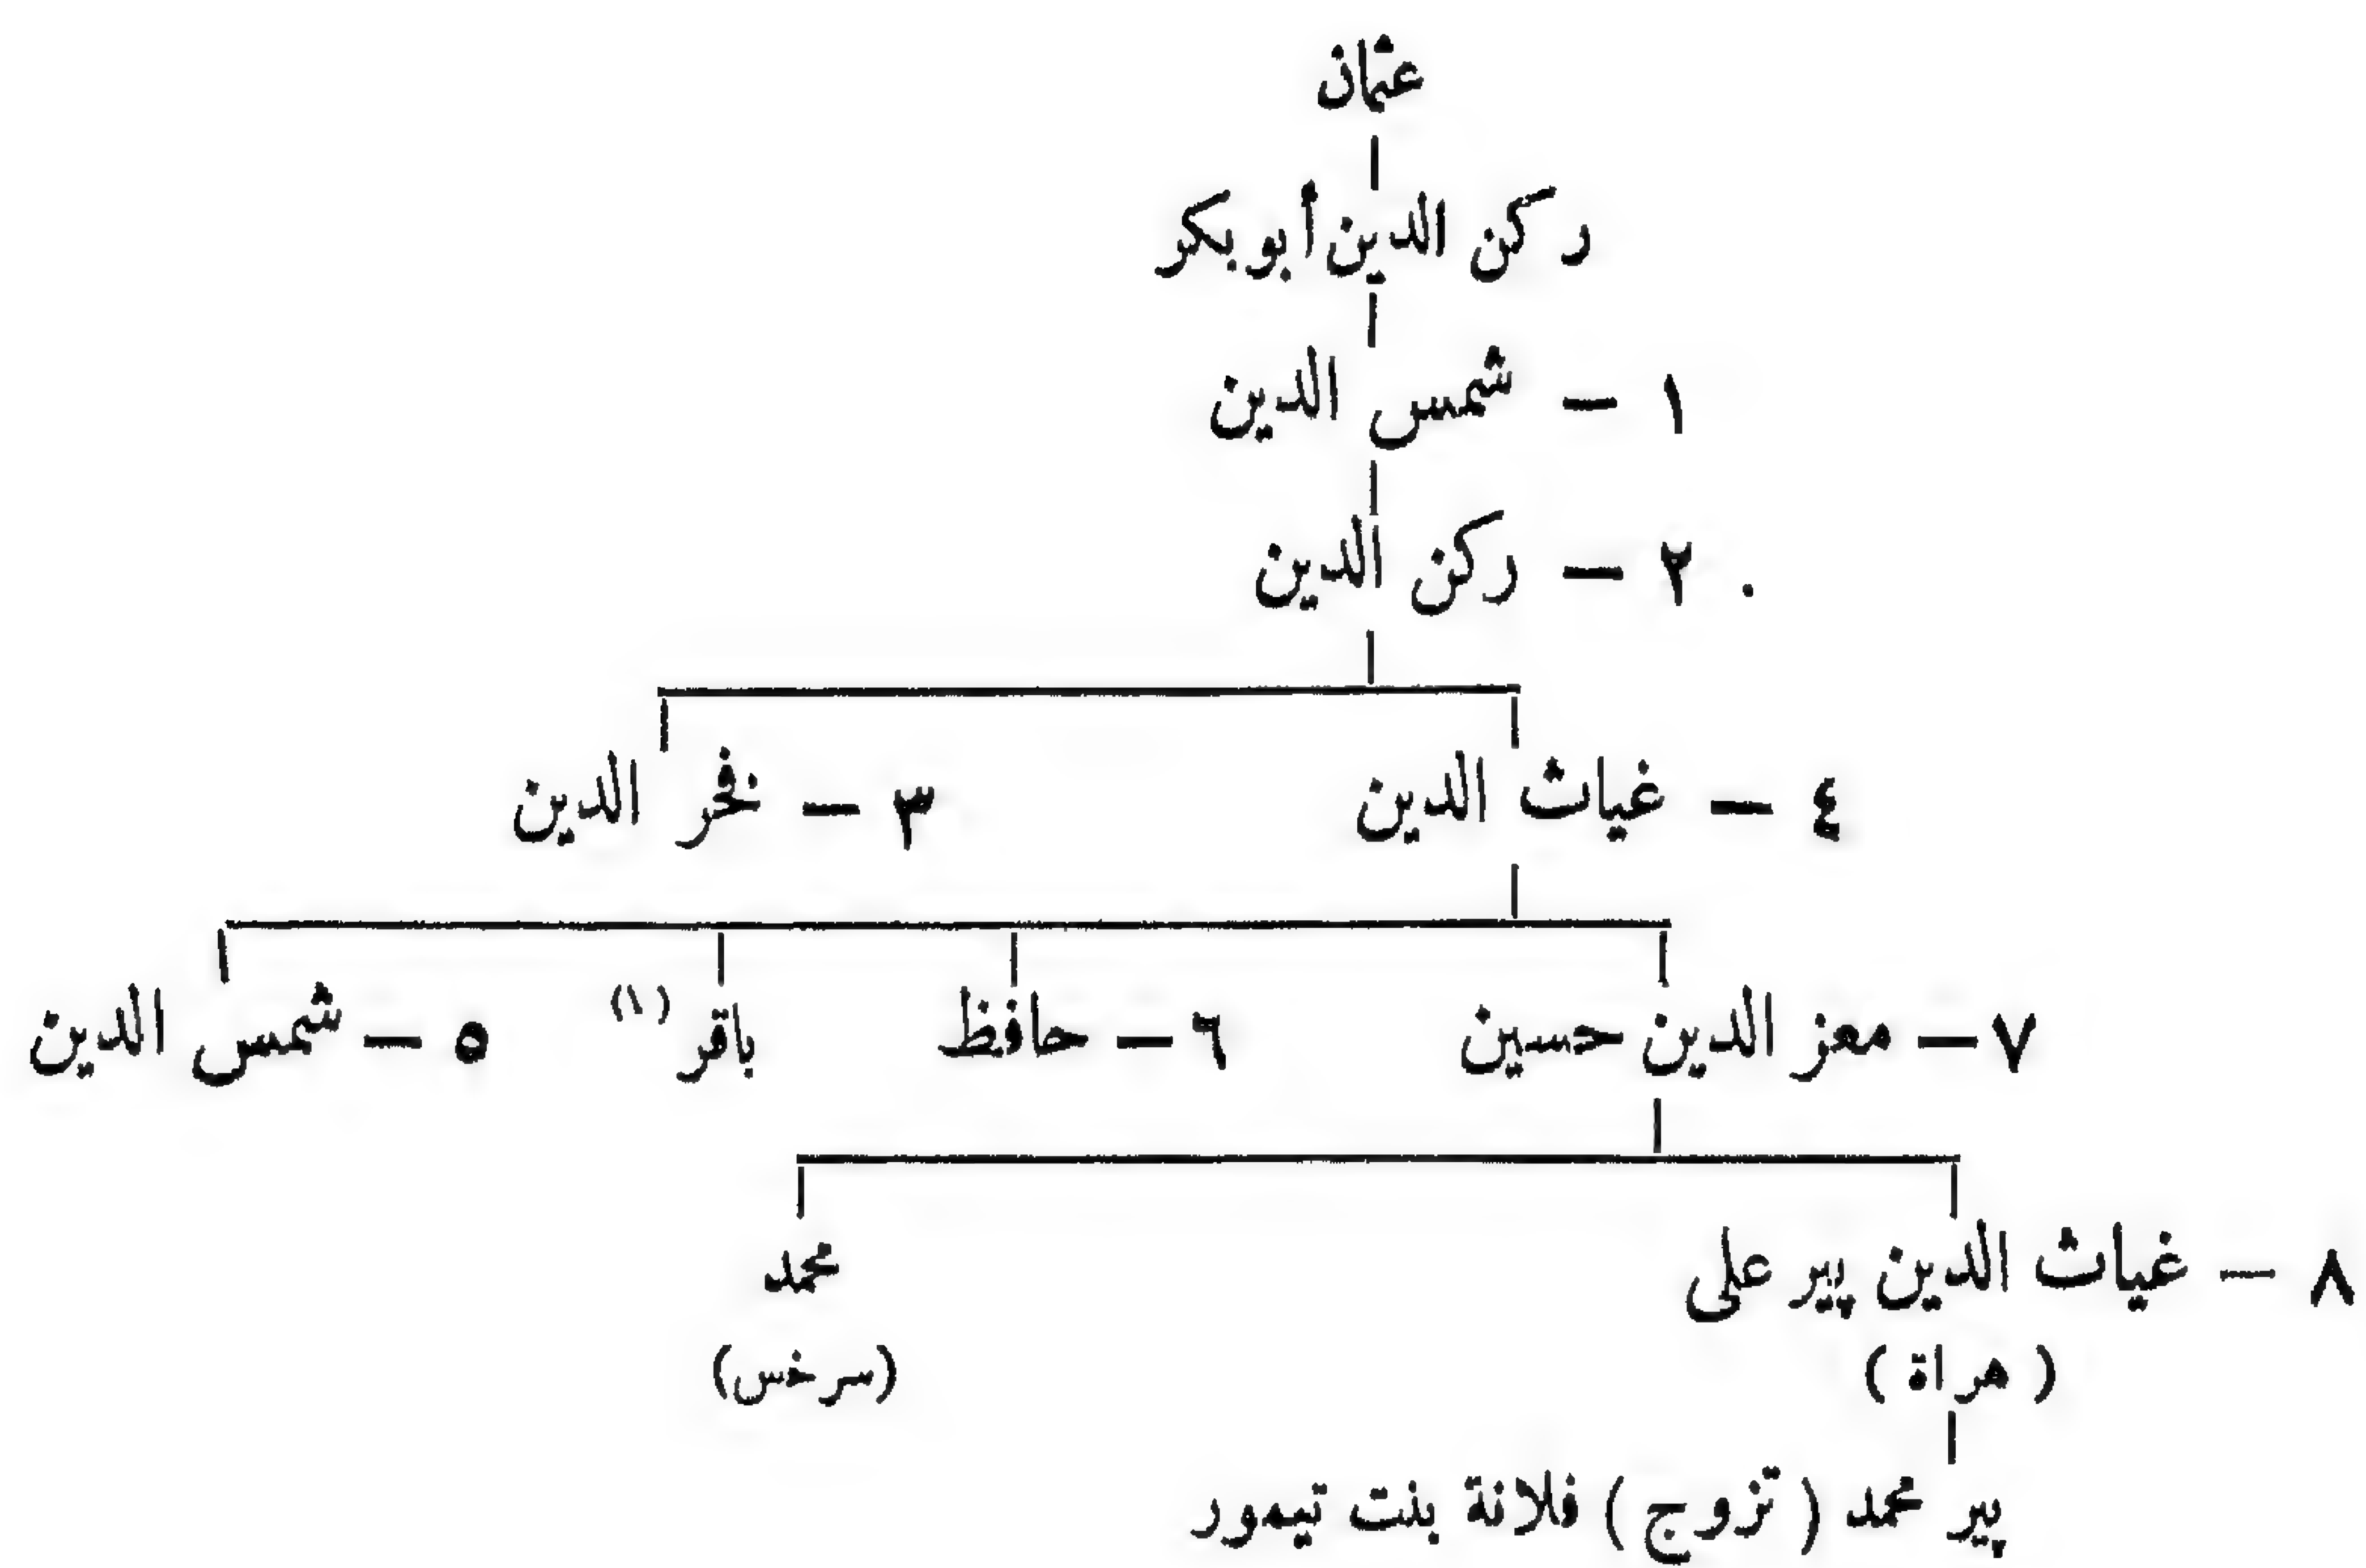 عثمان
ركن الدين أبو بكر
١ – شمس الدين
٢ – ركن الدين
٤ – غياث الدين
٣ – فخر الدين
٧ – معز الدين حسين
٦ – حافظ
باقر (١)
٥ – شمس الدين
٨ – غياث الدين پير على
محمد
( هراة )
(سرخس)
پير محمد ( تزوج ) فلانة بنت تيمور